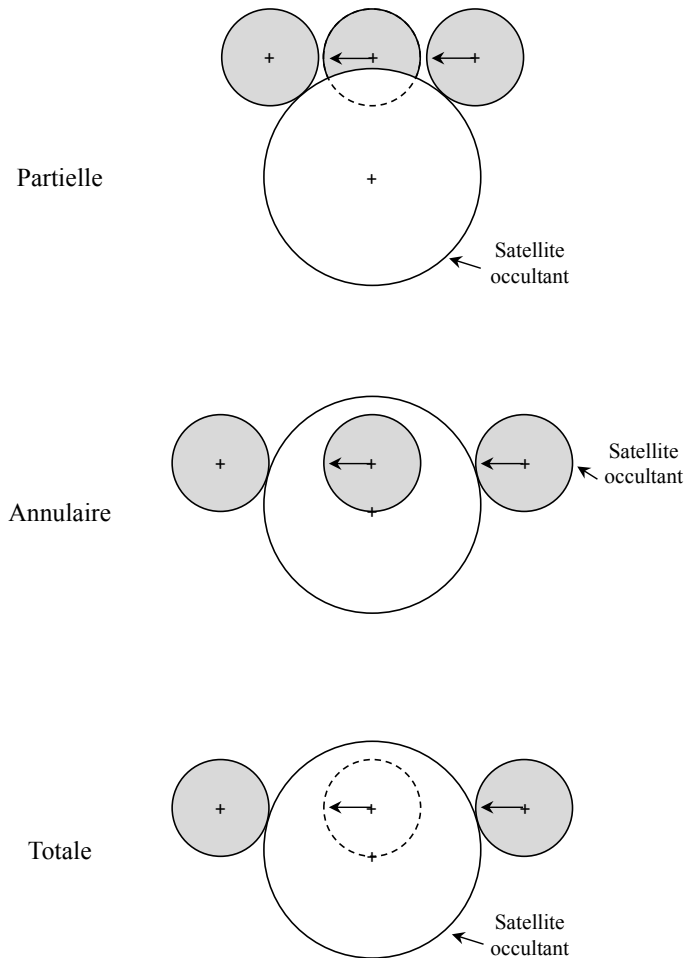 Partielle
Satellite
occultant
Satellite
occultant
Annulaire
Totale
Satellite
occultant